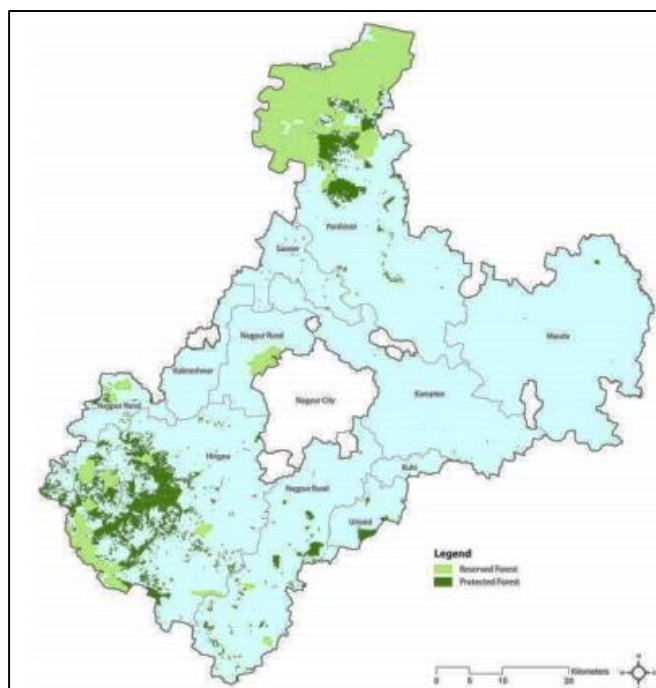 Parshivni
Saoner
Nagpur Rural
Mauda
Kalmeshwar
Nagpur City
Kamptee
Nagpur Rural
Hingna
Kuhi
Nagpur Rural
Umred
Legend
Reserved Forest
Protected Forest
0 5 10 20
Kilometers
N